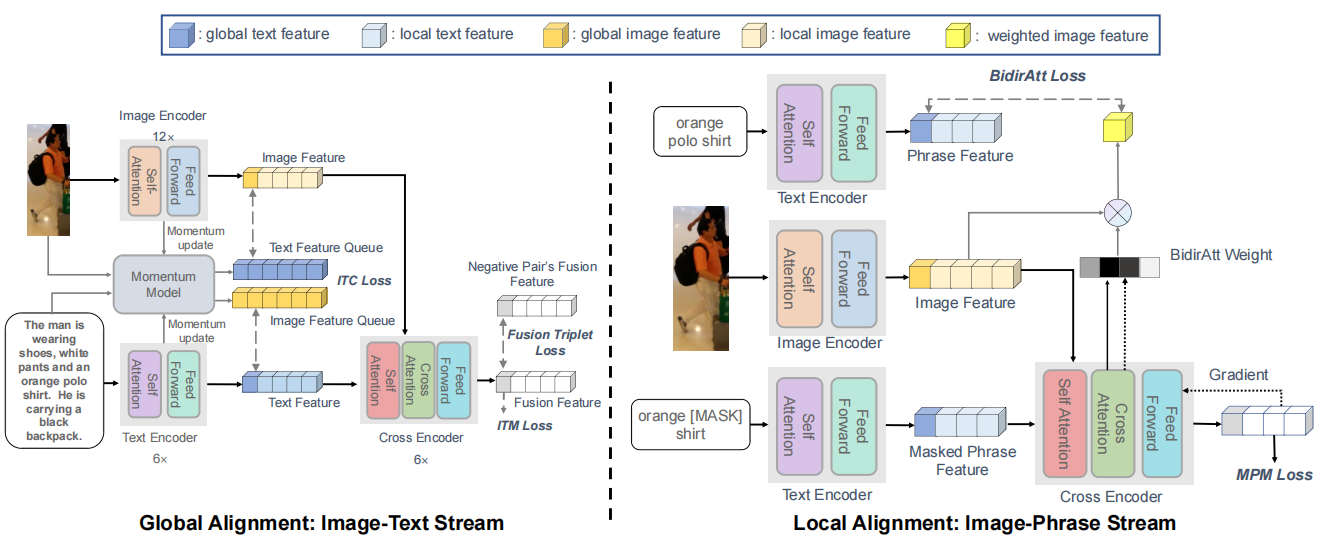 : global text feature
: local text feature
: global image feature
: local image feature
: weighted image feature
Image Encoder
12×
Self-
Attention
Feed
Forward
Image Feature
Momentum
update
Text Feature Queue
Momentum
Model
ITC Loss
Image Feature Queue
Momentum
update
The man is
wearing
shoes, white
pants and an
orange polo
shirt. He is
carrying a
black
backpack.
Self
Attention
Feed
Forward
Text Encoder
6×
Text Feature
Negative Pair's Fusion
Feature
Fusion Triplet
Loss
Self
Attention
Cross
Attention
Feed
Forward
Fusion Feature
ITM Loss
Cross Encoder
6×
Global Alignment: Image-Text Stream
orange
polo shirt
Self
Attention
Feed
Forward
Text Encoder
Phrase Feature
BidirAtt Loss
Self
Attention
Feed
Forward
Image Encoder
Image Feature
BidirAtt Weight
orange [MASK]
shirt
Self
Attention
Feed
Forward
Text Encoder
Masked Phrase
Feature
Self Attention
Cross
Attention
Feed
Forward
Cross Encoder
Gradient
MPM Loss
Local Alignment: Image-Phrase Stream